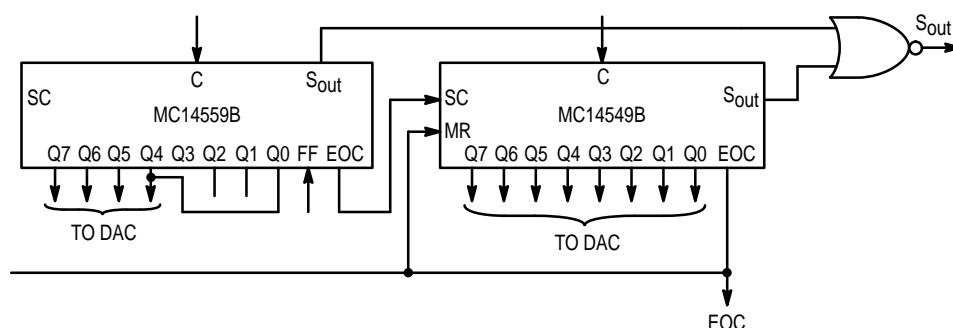 Sout
C
Sout
SC
MC14559B
Q7 Q6 Q5 Q4 Q3 Q2 Q1 Q0 FF EOC
TO DAC
C
Sout
SC
MC14549B
MR
Q7 Q6 Q5 Q4 Q3 Q2 Q1 Q0 EOC
TO DAC
EOC